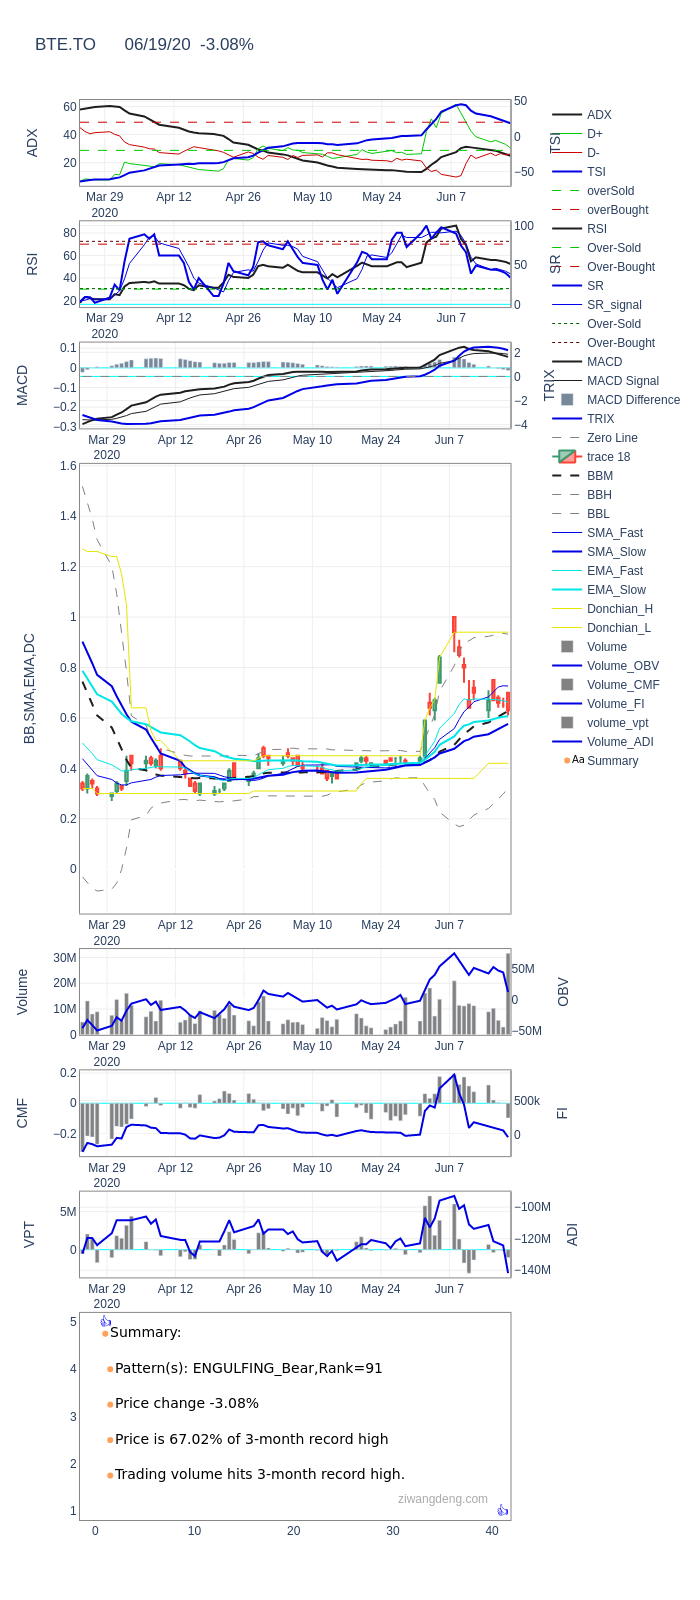 BTE.TO 06/19/20 -3.08%
60
40
20
ADX
50
0
−50
TSI
Mar 29
2020
Apr 12
Apr 26
May 10
May 24
Jun 7
80
60
40
20
RSI
100
50
0
SR
Mar 29
2020
Apr 12
Apr 26
May 10
May 24
Jun 7
0.1
0
−0.1
−0.2
−0.3
MACD
2
0
−2
−4
TRIX
Mar 29
2020
Apr 12
Apr 26
May 10
May 24
Jun 7
1.6
1.4
1.2
1
0.8
0.6
0.4
0.2
0
BB,SMA,EMA,DC
Mar 29
2020
Apr 12
Apr 26
May 10
May 24
Jun 7
30M
20M
10M
0
Volume
50M
0
−50M
OBV
Mar 29
2020
Apr 12
Apr 26
May 10
May 24
Jun 7
0.2
0
−0.2
CMF
500k
0
FI
Mar 29
2020
Apr 12
Apr 26
May 10
May 24
Jun 7
5M
0
VPT
−100M
−120M
−140M
ADI
Mar 29
2020
Apr 12
Apr 26
May 10
May 24
Jun 7
5
4
3
2
1
Summary:
Pattern(s): ENGULFING_Bear,Rank=91
Price change -3.08%
Price is 67.02% of 3-month record high
Trading volume hits 3-month record high.
ziwangdeng.com
0
10
20
30
40
ADX
D+
D-
TSI
overSold
overBought
RSI
Over-Sold
Over-Bought
SR
SR_signal
Over-Sold
Over-Bought
MACD
MACD Signal
MACD Difference
TRIX
Zero Line
trace 18
BBM
BBH
BBL
SMA_Fast
SMA_Slow
EMA_Fast
EMA_Slow
Donchian_H
Donchian_L
Volume
Volume_OBV
Volume_CMF
Volume_FI
volume_vpt
Volume_ADI
Aa Summary